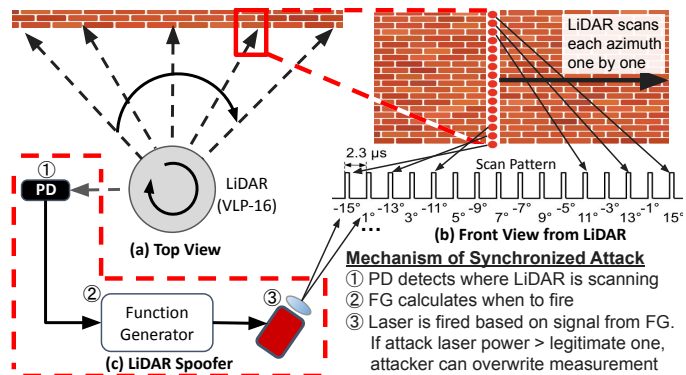 LiDAR scans
each azimuth
one by one
2.3 µs
Scan Pattern
①
PD
LiDAR
(VLP-16)
-15° -13° -11° -9° -7° -5° -3° -1°
1° 3° 5° 7° 9° 11° 13° 15°
...
(a) Top View
(b) Front View from LiDAR
②
Function
Generator
③
(c) LiDAR Spoofer
Mechanism of Synchronized Attack
① PD detects where LiDAR is scanning
② FG calculates when to fire
③ Laser is fired based on signal from FG.
If attack laser power > legitimate one,
attacker can overwrite measurement